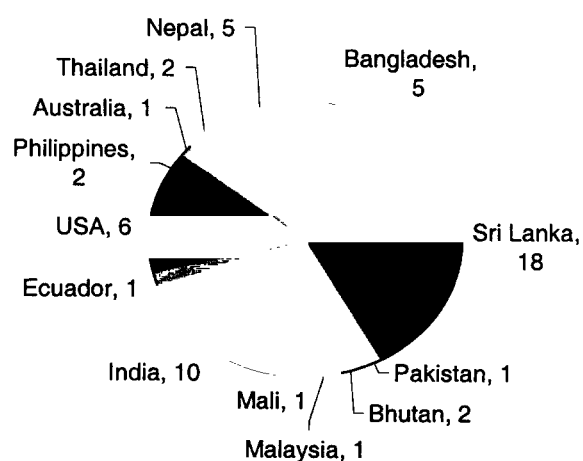 Nepal, 5
Bangladesh,
5
Thailand, 2
Australia, 1
Philippines,
2
USA, 6
Sri Lanka,
18
Ecuador, 1
India, 10
Pakistan, 1
Mali, 1
Bhutan, 2
Malaysia, 1